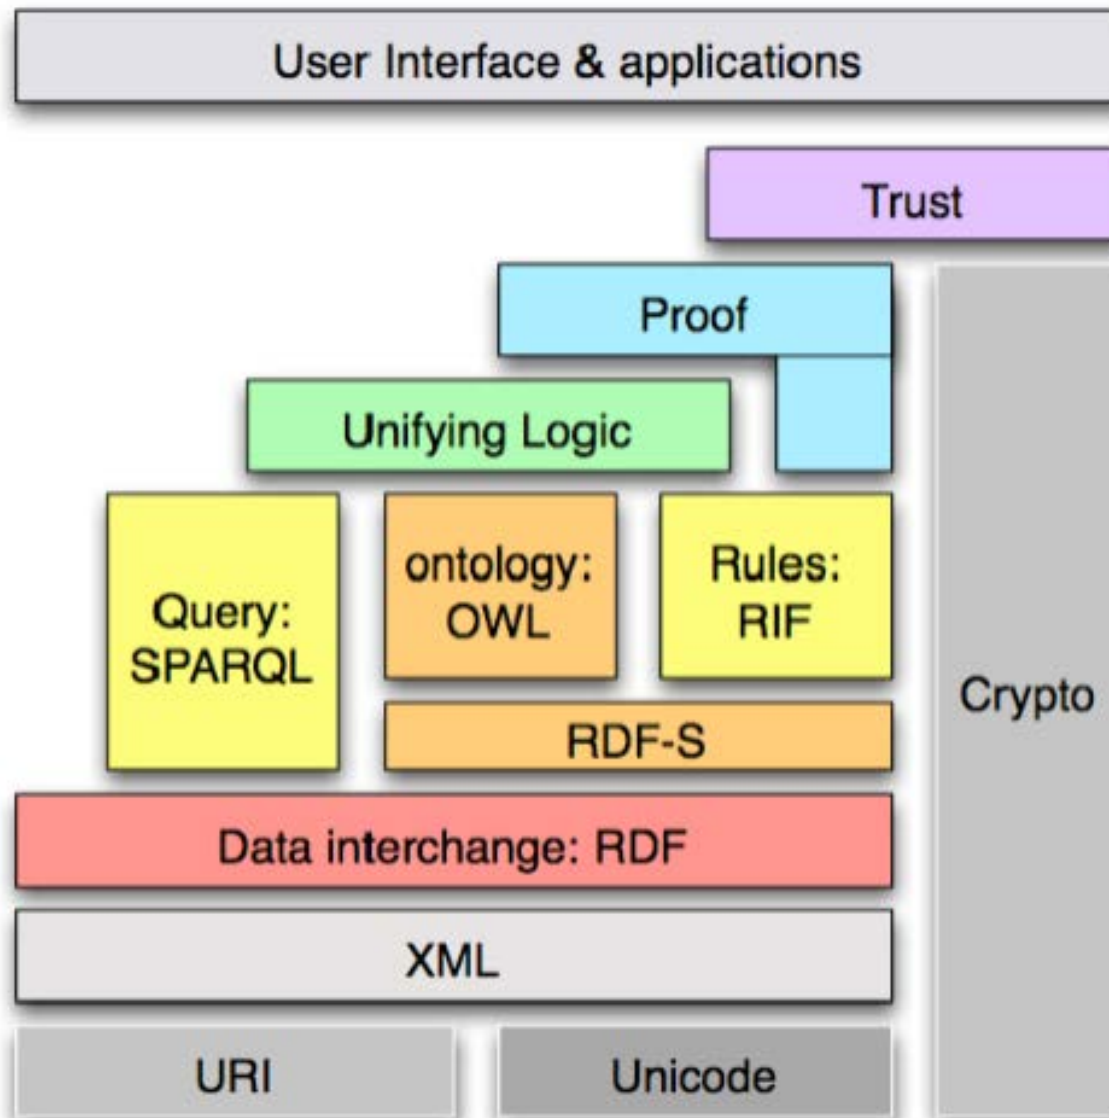 User Interface & applications
Trust
Proof
Unifying Logic
Query:
SPARQL
ontology:
OWL
Rules:
RIF
Crypto
RDF-S
Data interchange: RDF
XML
URI
Unicode